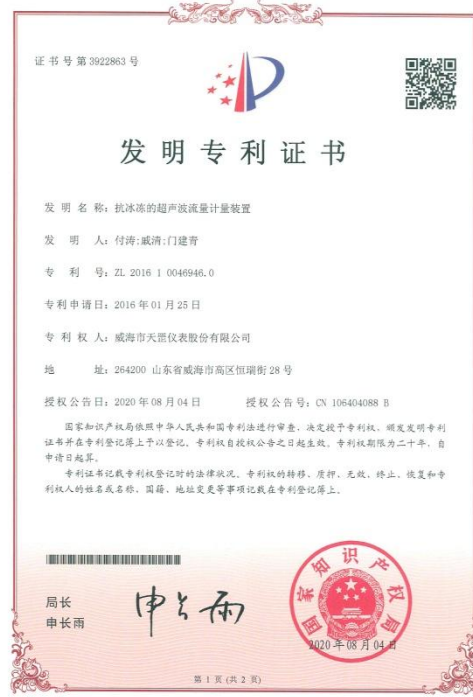 证书号第3922863号
发明专利证书
发 明 名 称：抗冰冻的超声波流量计量装置
发 明 人：付涛;戚清;门建青
专 利 号：ZL 2016 1 0046946.0
专利申请日：2016年01月25日
专 利 权 人：威海市天罡仪表股份有限公司
地 址：264200 山东省威海市高区恒瑞街28号
授权公告日：2020年08月04日 授权公告号：CN 106404088 B
国家知识产权局依照中华人民共和国专利法进行审查，决定授予专利权，颁发发明专利
证书并在专利登记簿上予以登记。专利权自授权公告之日起生效。专利权期限为二十年，自
申请日起算。
专利证书记载专利权登记时的法律状况。专利权的转移、质押、无效、终止、恢复和专
利权人的姓名或名称、国籍、地址变更等事项记载在专利登记簿上。
局长
申长雨
申长雨
国家知识产权局
2020年08月04日
第 1 页 (共 2 页)